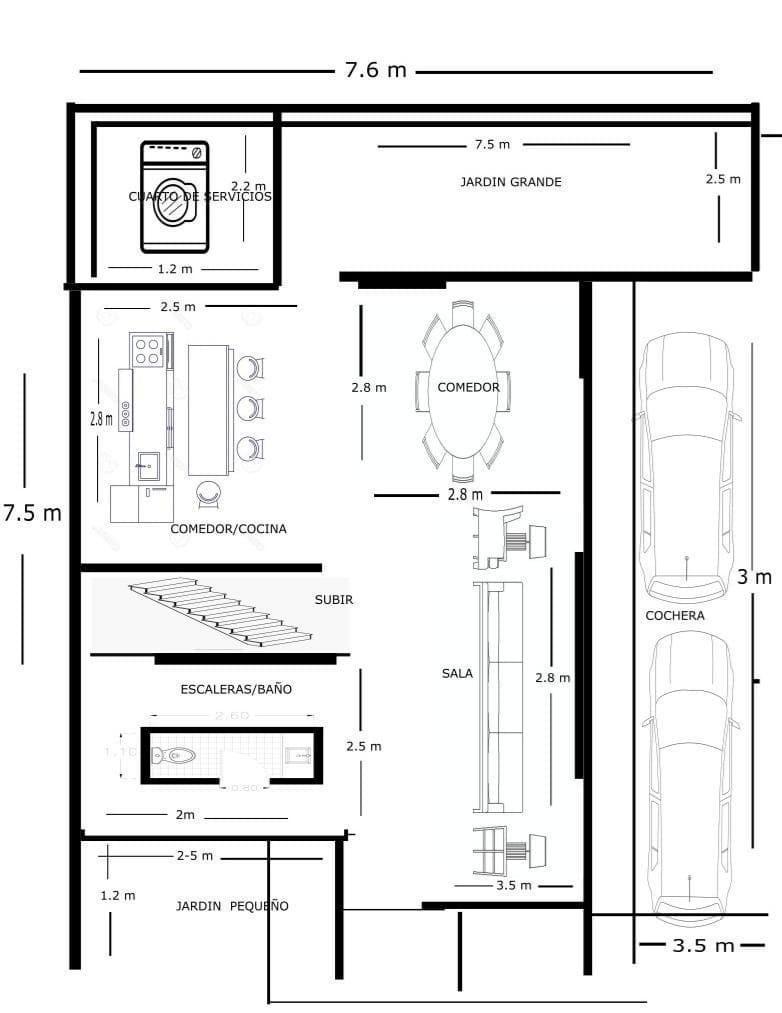 7.6 m
7.5 m
JARDIN GRANDE
2.5 m
2.2 m
CUARTO DE SERVICIOS
1.2 m
2.5 m
2.8 m
COMEDOR
2.8 m
2.8 m
7.5 m
COMEDOR/COCINA
3 m
SUBIR
COCHERA
SALA
2.8 m
ESCALERAS/BAÑO
2.60
2.5 m
1.10
0.80
2m
2-5 m
3.5 m
1.2 m
JARDIN PEQUEÑO
3.5 m